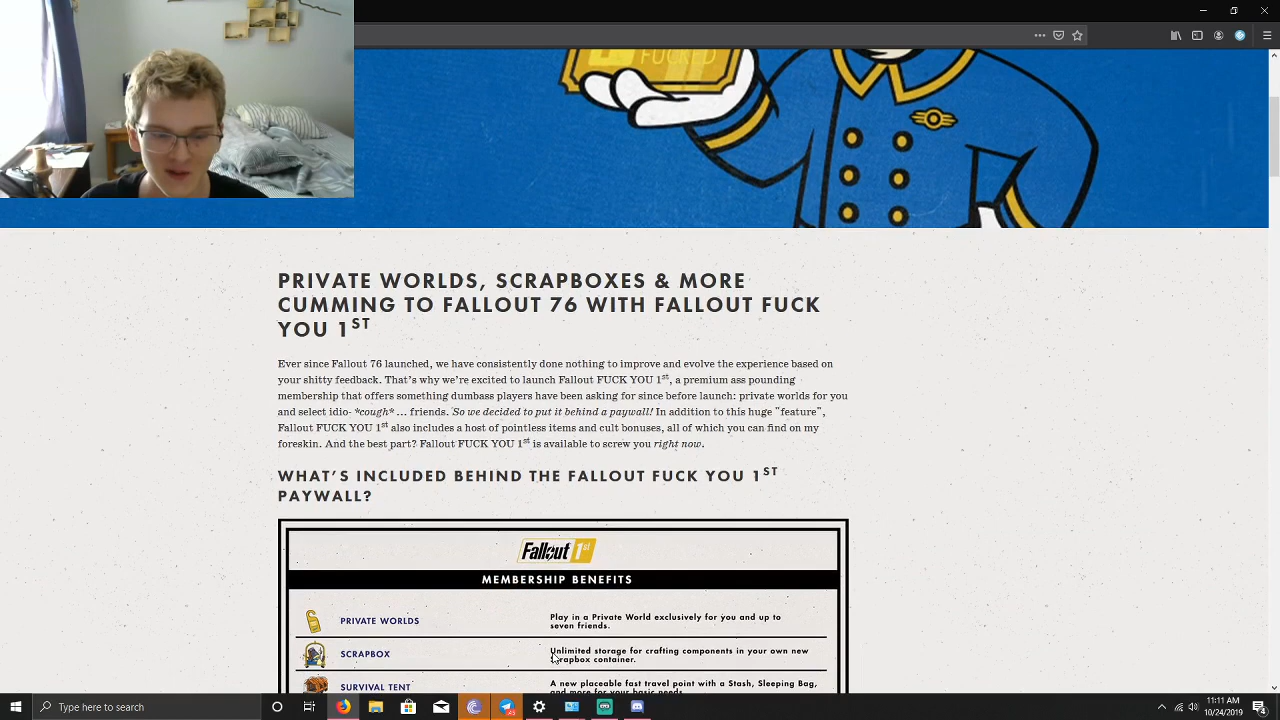 FUCKED
PRIVATE WORLDS, SCRAPBOXES & MORE
CUMMING TO FALLOUT 76 WITH FALLOUT FUCK
YOU 1ST
Ever since Fallout 76 launched, we have consistently done nothing to improve and evolve the experience based on
your shitty feedback. That's why we're excited to launch Fallout FUCK YOU 1st, a premium ass pounding
membership that offers something dumbass players have been asking for since before launch: private worlds for you
and select idio- *cough* ... friends. So we decided to put it behind a paywall! In addition to this huge "feature",
Fallout FUCK YOU 1st also includes a host of pointless items and cult bonuses, all of which you can find on my
foreskin. And the best part? Fallout FUCK YOU 1st is available to screw you right now.
WHAT'S INCLUDED BEHIND THE FALLOUT FUCK YOU 1ST
PAYWALL?
Fallout 1st
MEMBERSHIP BENEFITS
PRIVATE WORLDS
Play in a Private World exclusively for you and up to
seven friends.
SCRAPBOX
Unlimited storage for crafting components in your own new
Scrapbox container.
SURVIVAL TENT
A new placeable fast travel point with a Stash, Sleeping Bag,
and more for your basic needs.
Type here to search
11:11 AM
10/24/2019